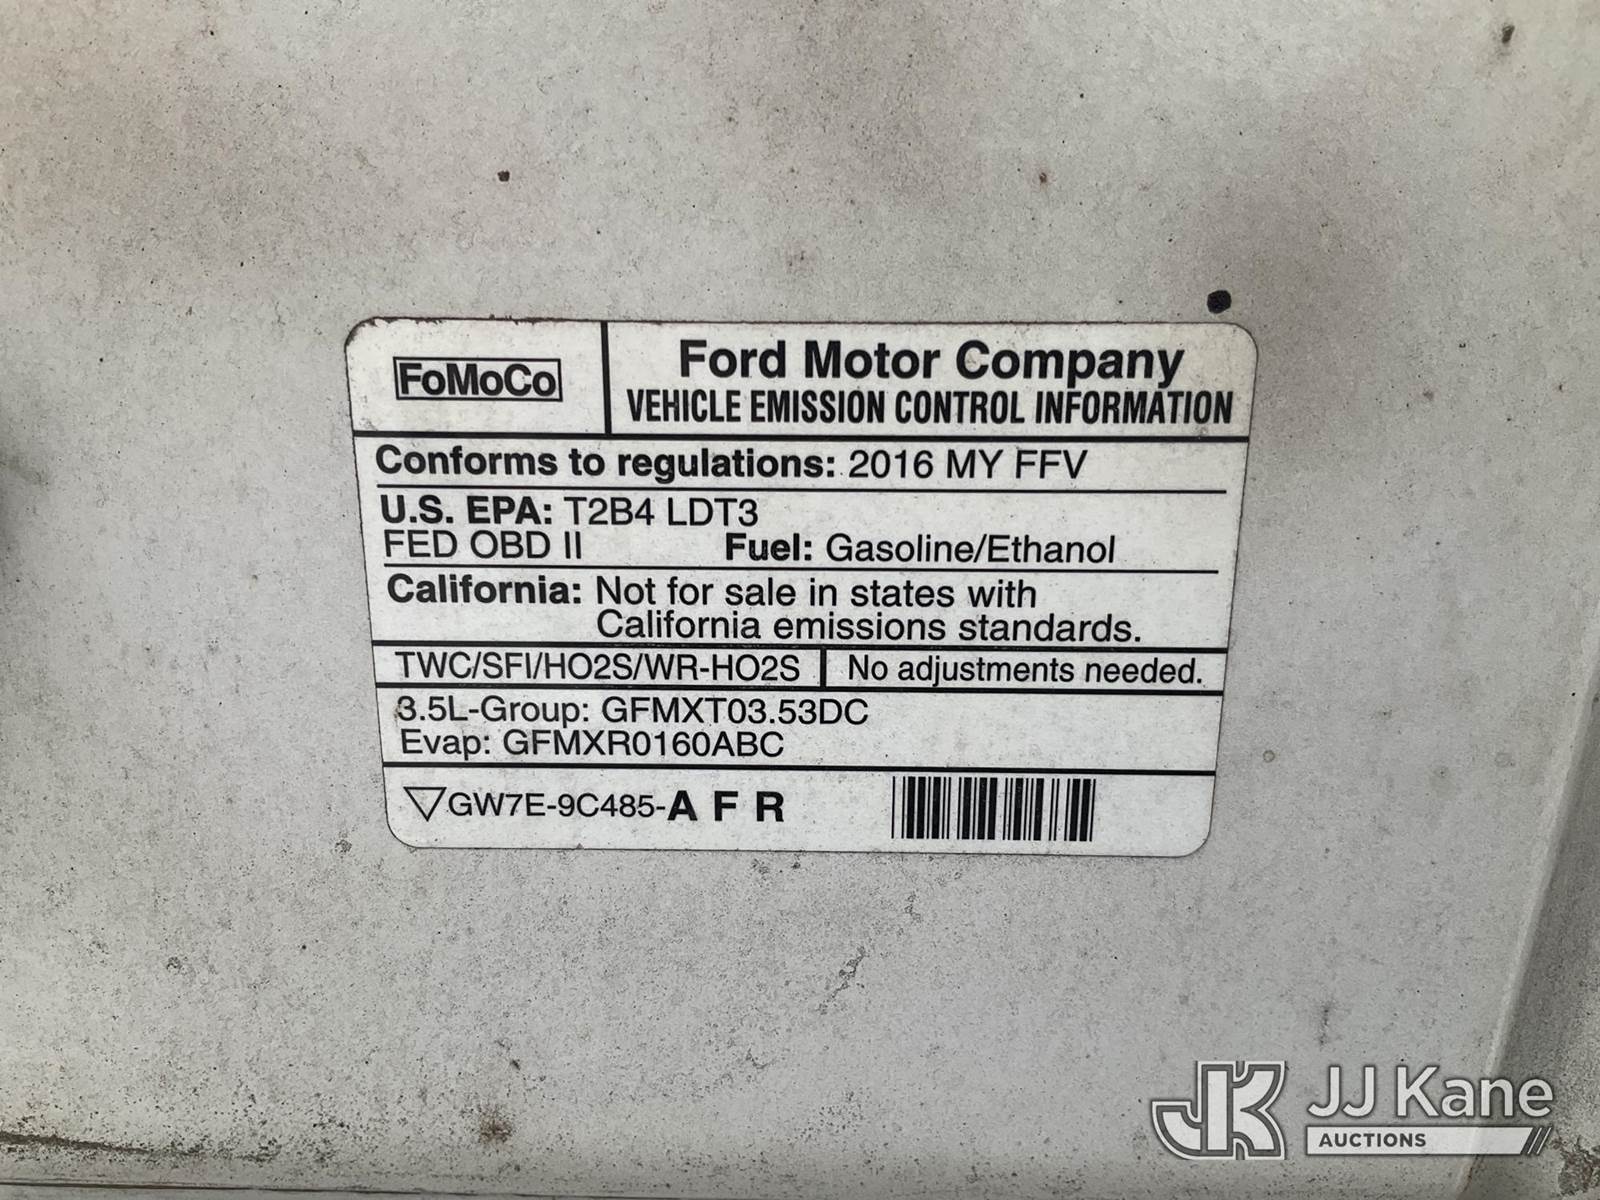 FoMoCo
Ford Motor Company
VEHICLE EMISSION CONTROL INFORMATION
Conforms to regulations: 2016 MY FFV
U.S. EPA: T2B4 LDT3
FED OBD II Fuel: Gasoline/Ethanol
California: Not for sale in states with
California emissions standards.
TWC/SFI/HO2S/WR-HO2S No adjustments needed.
3.5L-Group: GFMXT03.53DC
Evap: GFMXR0160ABC
GW7E-9C485-A F R
JK JJ Kane
AUCTIONS